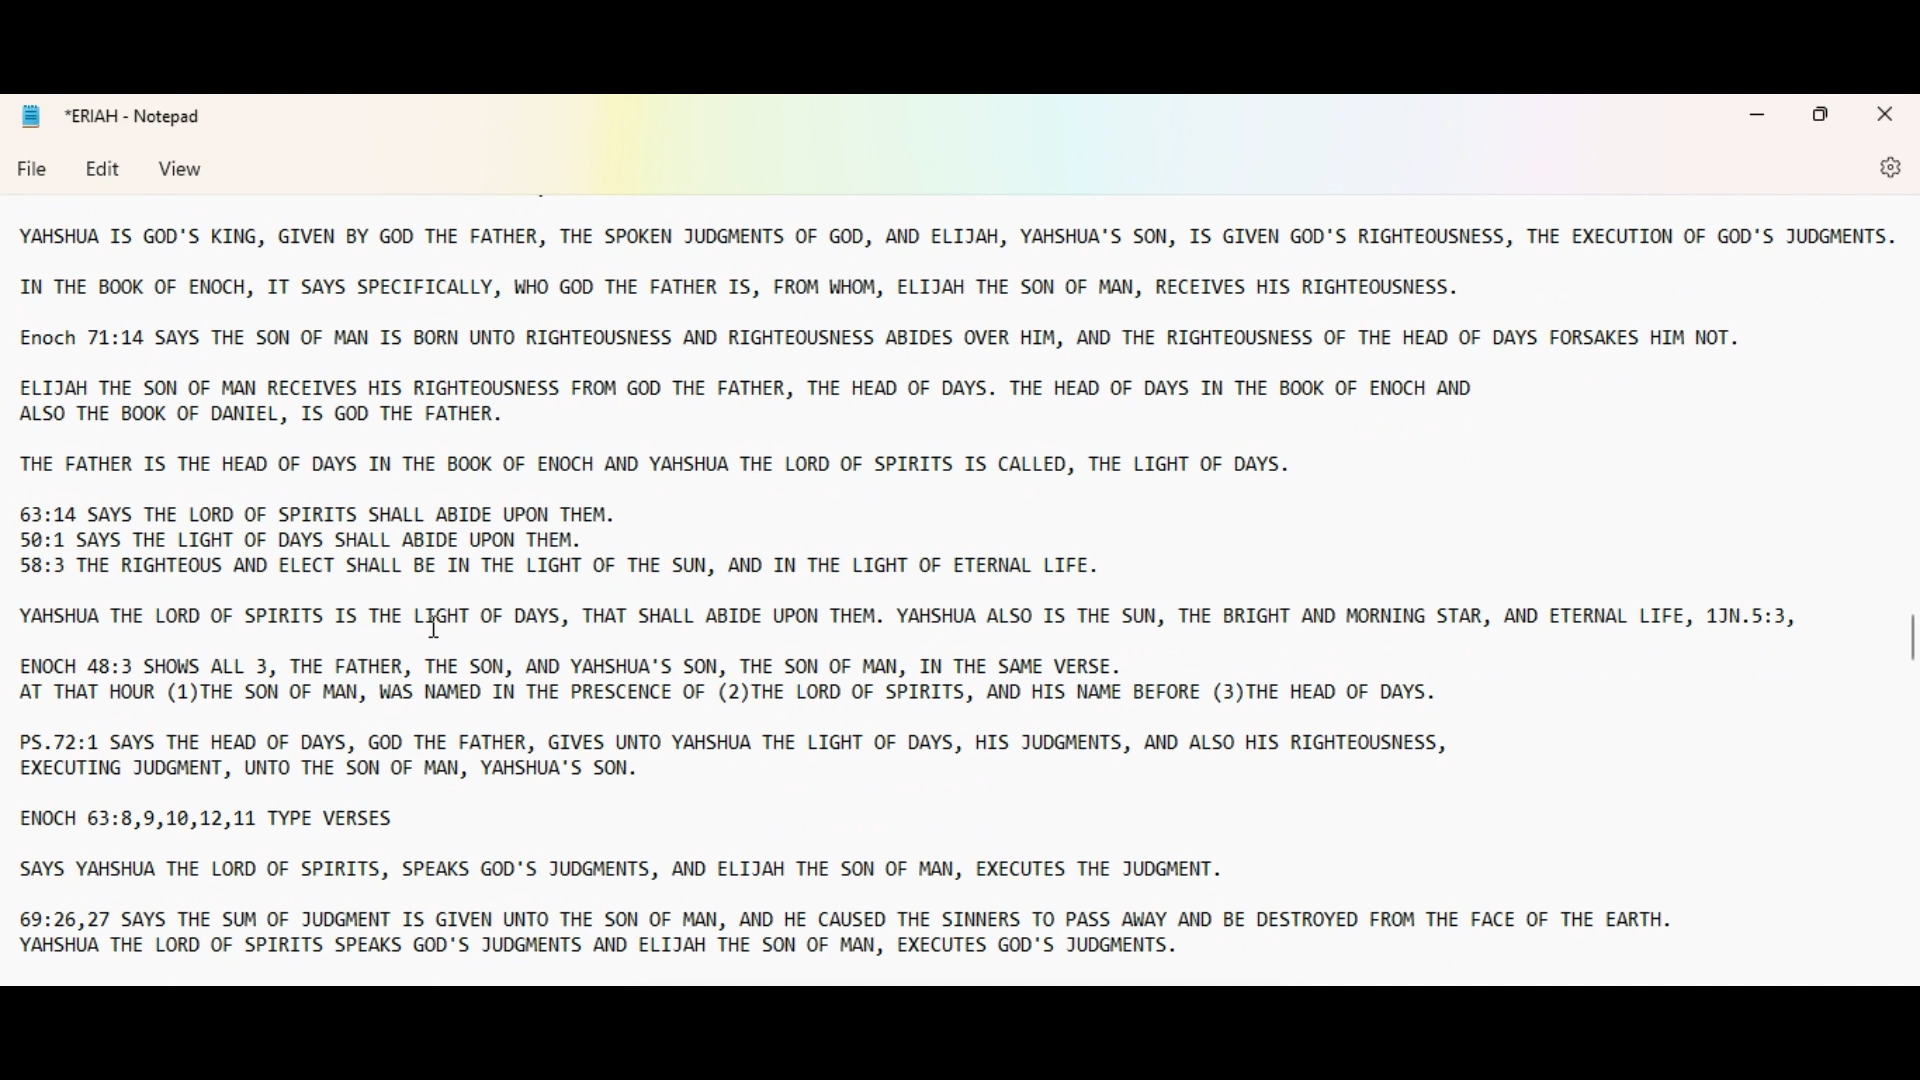 *ERIAH - Notepad
File Edit View
YAHSHUA IS GOD'S KING, GIVEN BY GOD THE FATHER, THE SPOKEN JUDGMENTS OF GOD, AND ELIJAH, YAHSHUA'S SON, IS GIVEN GOD'S RIGHTEOUSNESS, THE EXECUTION OF GOD'S JUDGMENTS.
IN THE BOOK OF ENOCH, IT SAYS SPECIFICALLY, WHO GOD THE FATHER IS, FROM WHOM, ELIJAH THE SON OF MAN, RECEIVES HIS RIGHTEOUSNESS.
Enoch 71:14 SAYS THE SON OF MAN IS BORN UNTO RIGHTEOUSNESS AND RIGHTEOUSNESS ABIDES OVER HIM, AND THE RIGHTEOUSNESS OF THE HEAD OF DAYS FORSAKES HIM NOT.
ELIJAH THE SON OF MAN RECEIVES HIS RIGHTEOUSNESS FROM GOD THE FATHER, THE HEAD OF DAYS. THE HEAD OF DAYS IN THE BOOK OF ENOCH AND
ALSO THE BOOK OF DANIEL, IS GOD THE FATHER.
THE FATHER IS THE HEAD OF DAYS IN THE BOOK OF ENOCH AND YAHSHUA THE LORD OF SPIRITS IS CALLED, THE LIGHT OF DAYS.
63:14 SAYS THE LORD OF SPIRITS SHALL ABIDE UPON THEM.
50:1 SAYS THE LIGHT OF DAYS SHALL ABIDE UPON THEM.
58:3 THE RIGHTEOUS AND ELECT SHALL BE IN THE LIGHT OF THE SUN, AND IN THE LIGHT OF ETERNAL LIFE.
YAHSHUA THE LORD OF SPIRITS IS THE LIGHT OF DAYS, THAT SHALL ABIDE UPON THEM. YAHSHUA ALSO IS THE SUN, THE BRIGHT AND MORNING STAR, AND ETERNAL LIFE, 1JN.5:3,
ENOCH 48:3 SHOWS ALL 3, THE FATHER, THE SON, AND YAHSHUA'S SON, THE SON OF MAN, IN THE SAME VERSE.
AT THAT HOUR (1)THE SON OF MAN, WAS NAMED IN THE PRESCENCE OF (2)THE LORD OF SPIRITS, AND HIS NAME BEFORE (3)THE HEAD OF DAYS.
PS.72:1 SAYS THE HEAD OF DAYS, GOD THE FATHER, GIVES UNTO YAHSHUA THE LIGHT OF DAYS, HIS JUDGMENTS, AND ALSO HIS RIGHTEOUSNESS,
EXECUTING JUDGMENT, UNTO THE SON OF MAN, YAHSHUA'S SON.
ENOCH 63:8,9,10,12,11 TYPE VERSES
SAYS YAHSHUA THE LORD OF SPIRITS, SPEAKS GOD'S JUDGMENTS, AND ELIJAH THE SON OF MAN, EXECUTES THE JUDGMENT.
69:26,27 SAYS THE SUM OF JUDGMENT IS GIVEN UNTO THE SON OF MAN, AND HE CAUSED THE SINNERS TO PASS AWAY AND BE DESTROYED FROM THE FACE OF THE EARTH.
YAHSHUA THE LORD OF SPIRITS SPEAKS GOD'S JUDGMENTS AND ELIJAH THE SON OF MAN, EXECUTES GOD'S JUDGMENTS.